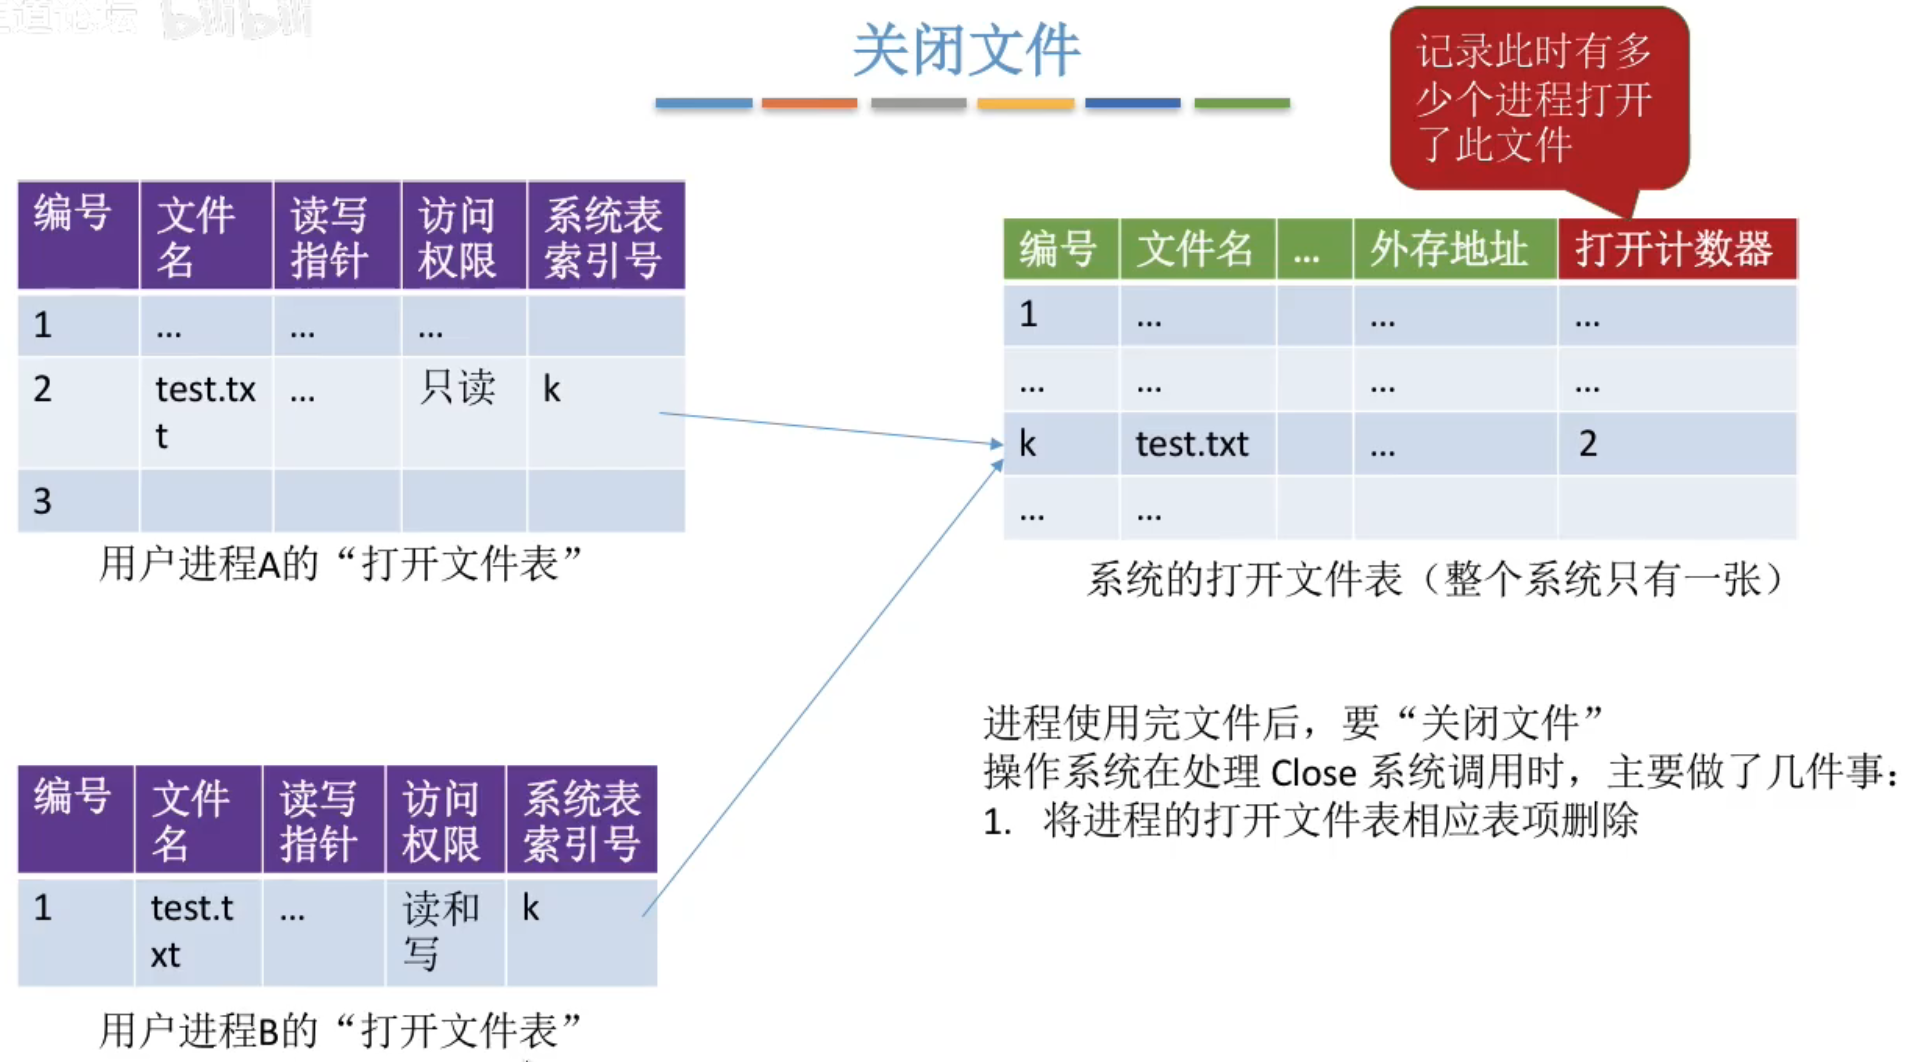 王道论坛 bilibili
关闭文件
记录此时有多
少个进程打开
了此文件
编号 文件名 读写指针 访问权限 系统表索引号
1 ... ... ...
2 test.txt ... 只读 k
3
用户进程A的“打开文件表”
编号 文件名 ... 外存地址 打开计数器
1 ... ... ...
... ... ... ...
k test.txt ... 2
... ...
系统的打开文件表（整个系统只有一张）
进程使用完文件后，要“关闭文件”
操作系统在处理 Close 系统调用时，主要做了几件事：
1. 将进程的打开文件表相应表项删除
编号 文件名 读写指针 访问权限 系统表索引号
1 test.txt ... 读和写 k
用户进程B的“打开文件表”